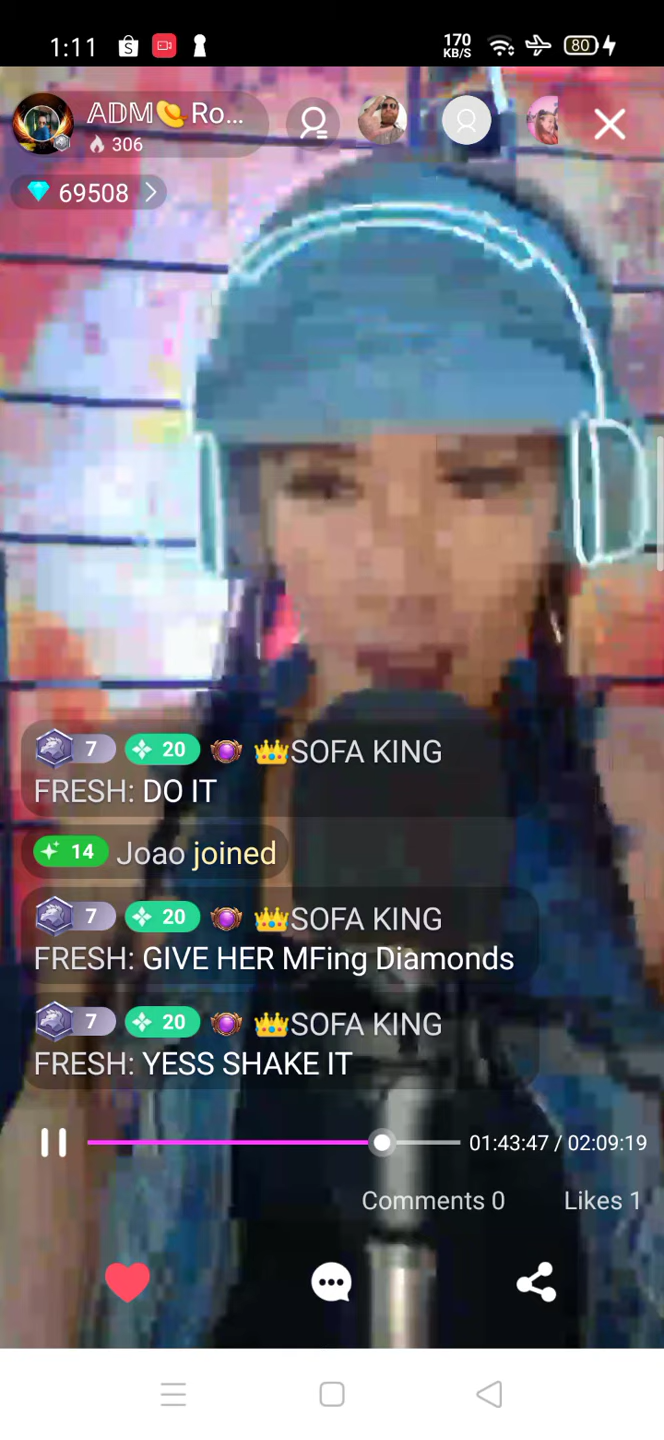 1:11
170
KB/S
80
𝔸𝔻𝕄👒Ro...
306
69508
7 20 👑SOFA KING
FRESH: DO IT
14 Joao joined
7 20 👑SOFA KING
FRESH: GIVE HER MFing Diamonds
7 20 👑SOFA KING
FRESH: YESS SHAKE IT
01:43:47 / 02:09:19
Comments 0 Likes 1